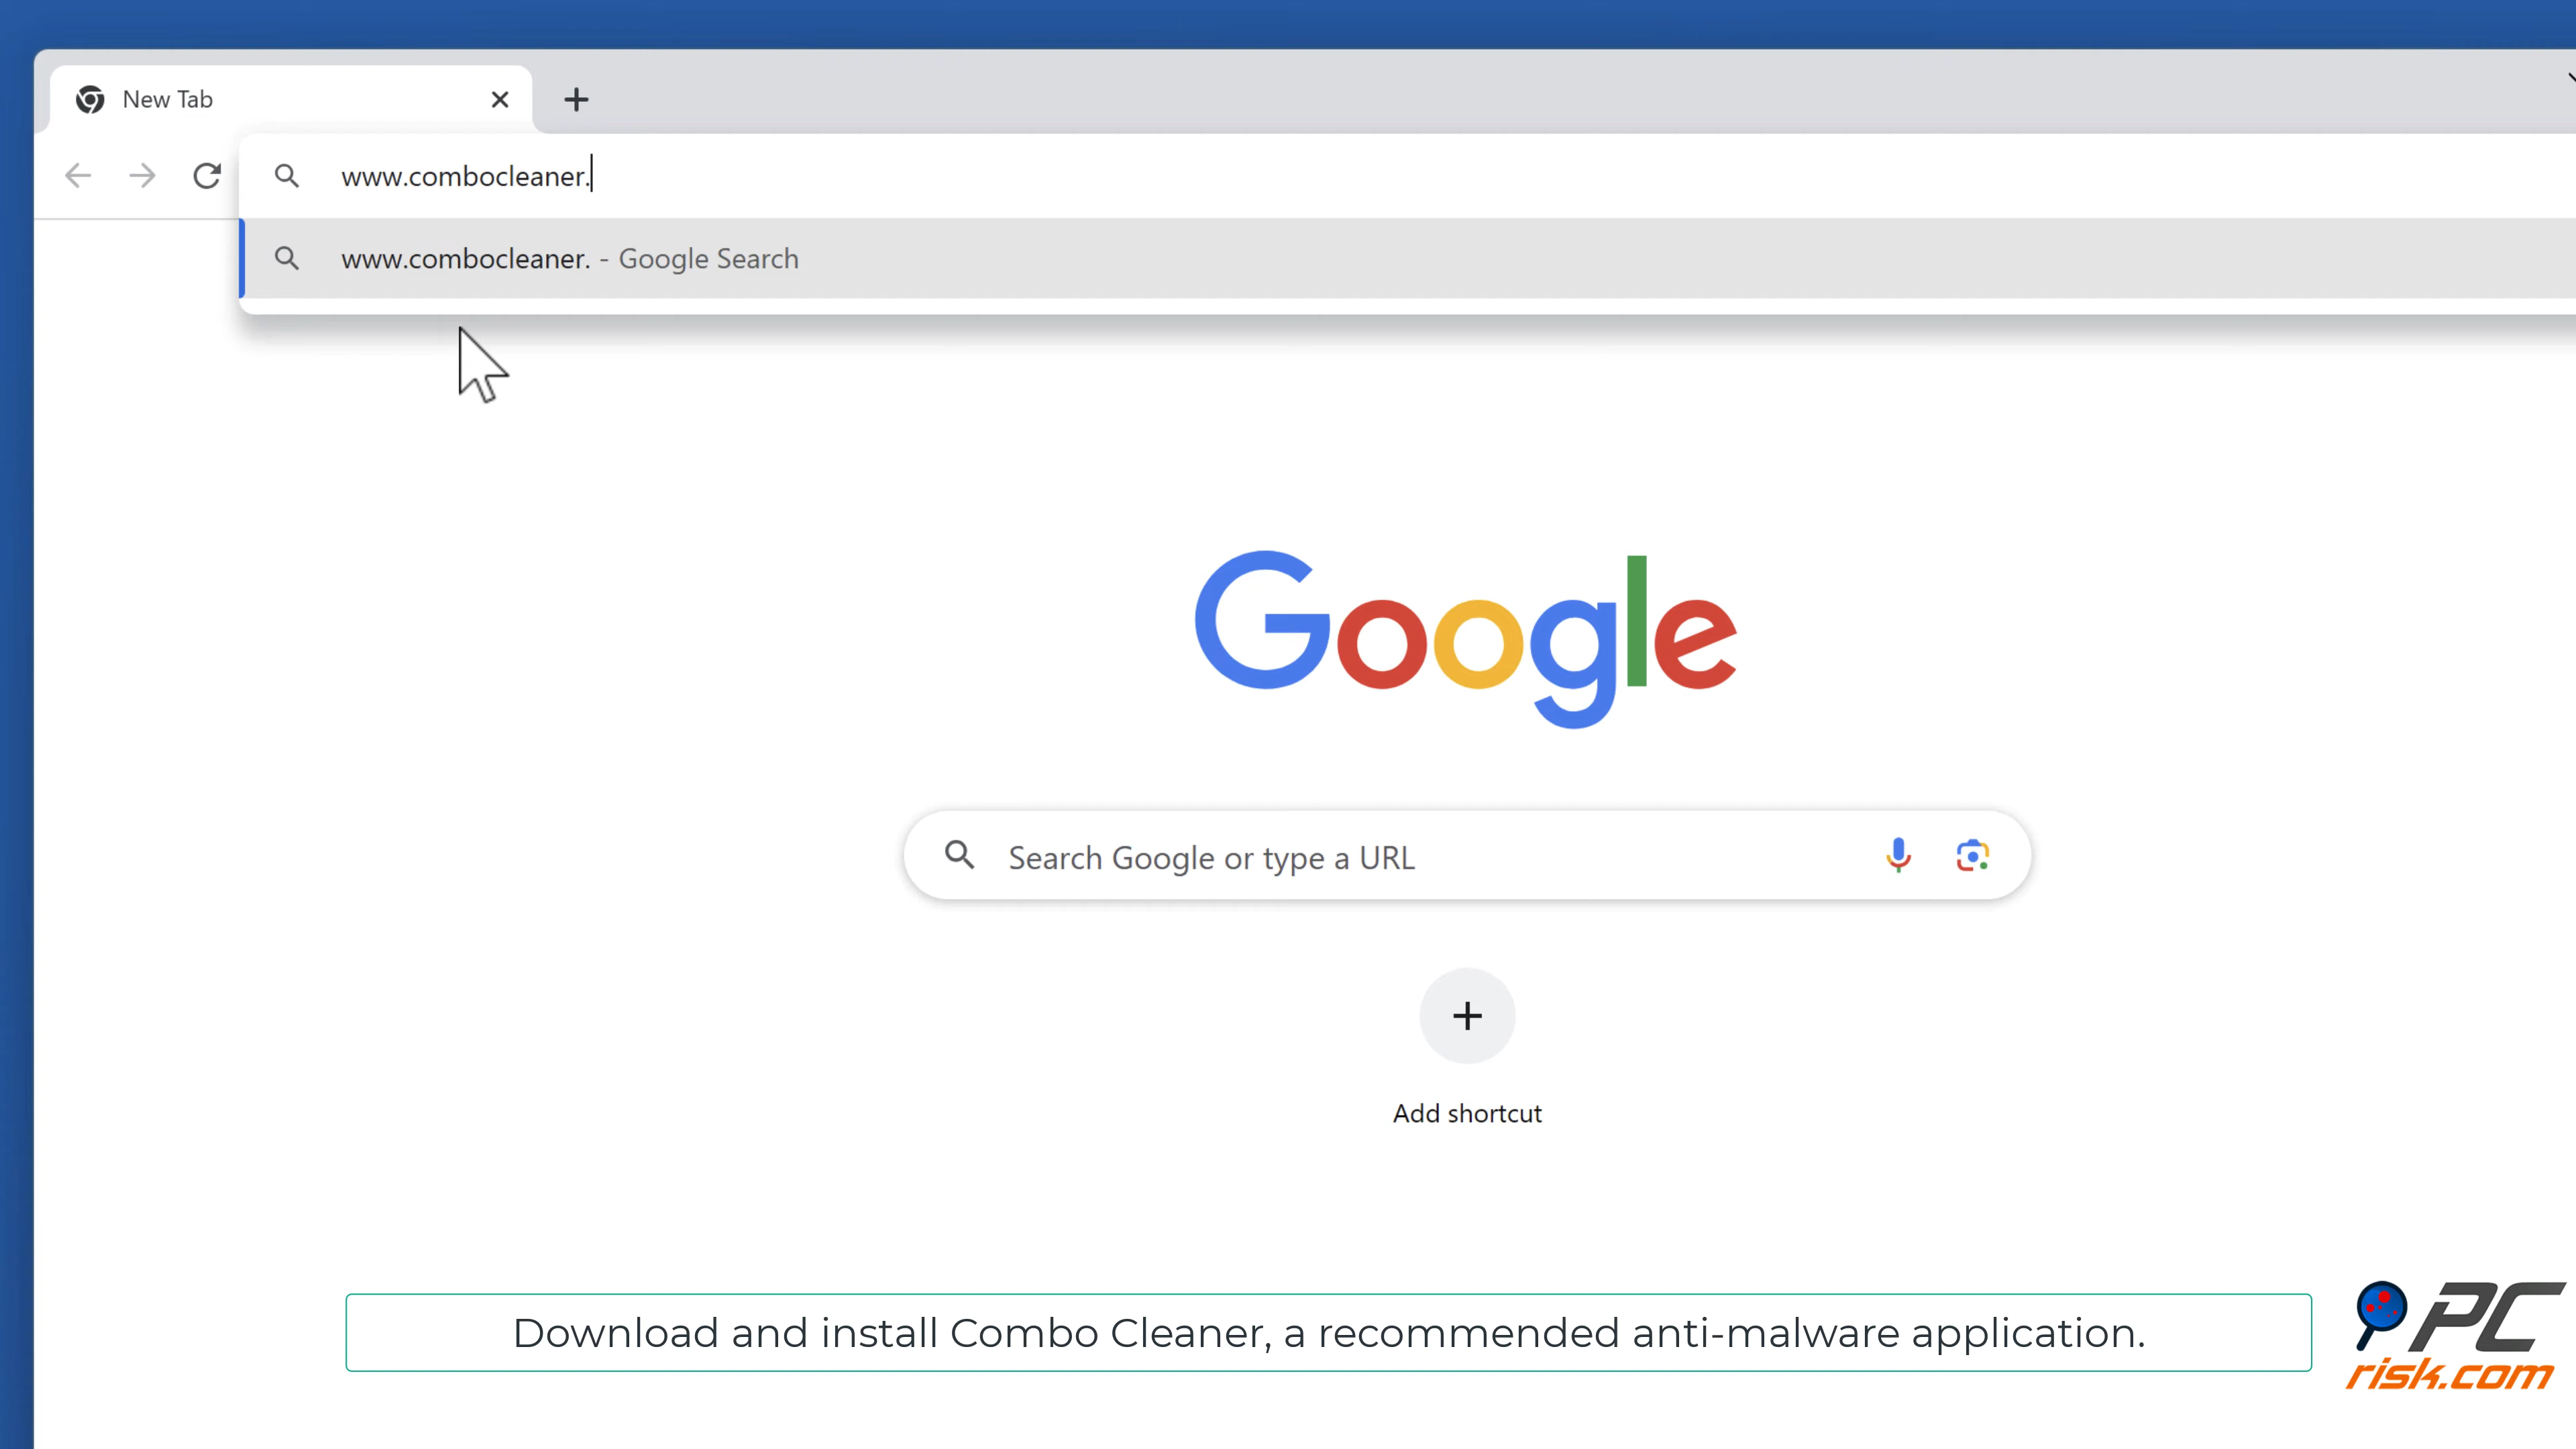 New Tab
www.combocleaner.
www.combocleaner. - Google Search
Google
Search Google or type a URL
Add shortcut
Download and install Combo Cleaner, a recommended anti-malware application.
PC
risk.com